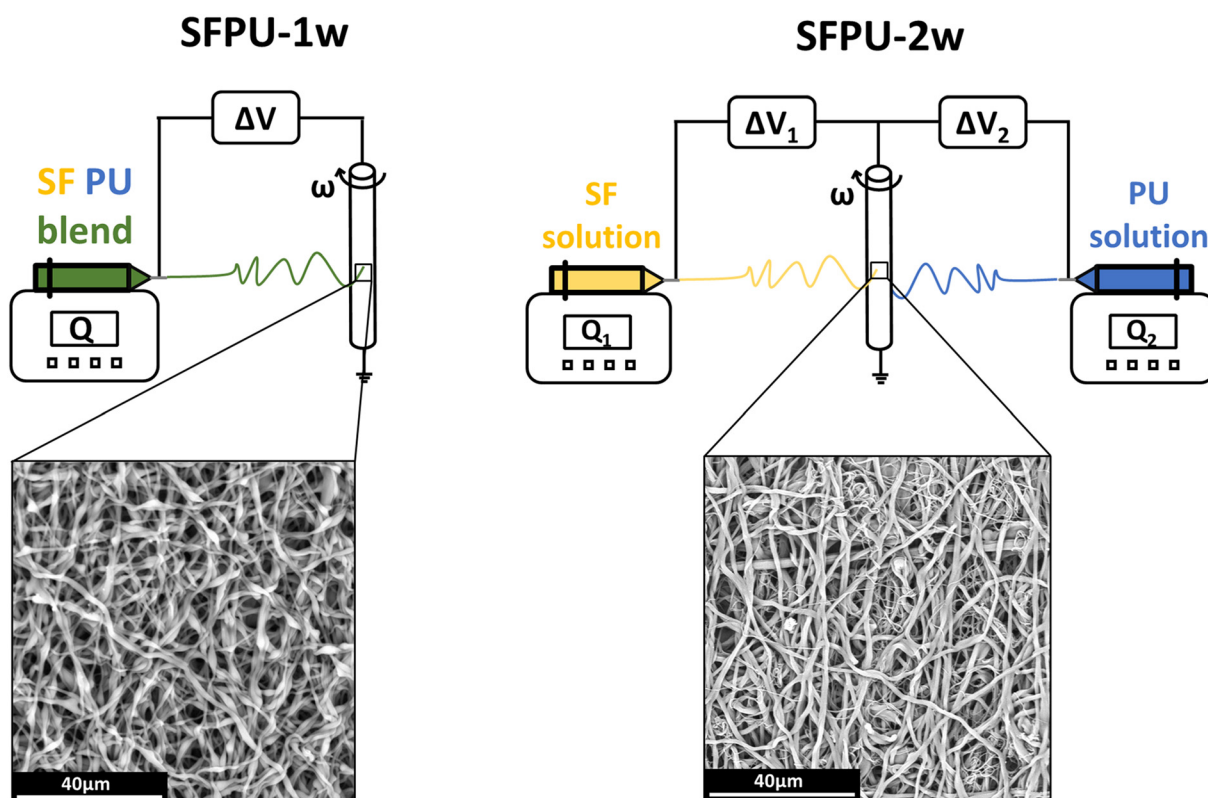 SFPU-1w
SFPU-2w
ΔV
ΔV₁
ΔV₂
SF PU
blend
ω
SF
solution
ω
PU
solution
Q
Q₁
Q₂
40μm
40μm